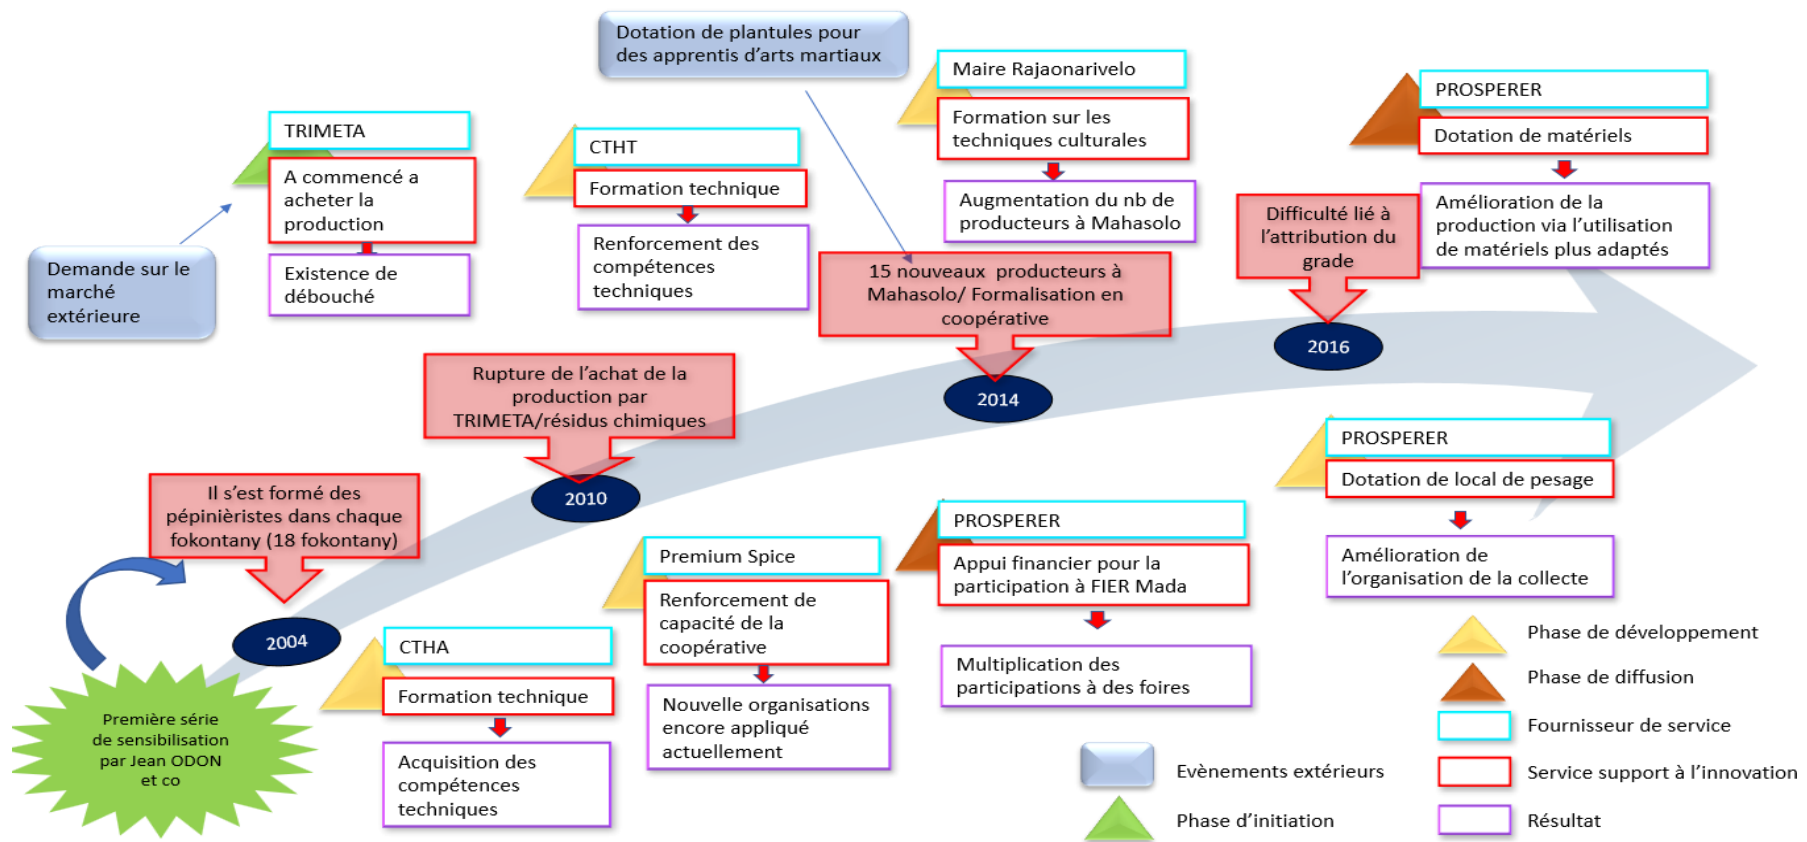 Dotation de plantules pour
des apprentis d'arts martiaux
Maire Rajaonarivelo
Formation sur les
techniques culturales
Augmentation du nb de
producteurs à Mahasolo
PROSPERER
Dotation de matériels
Amélioration de la
production via l'utilisation
de matériels plus adaptés
TRIMETA
A commencé a
acheter la
production
Existence de
débouché
CTHT
Formation technique
Renforcement des
compétences
techniques
Demande sur le
marché
extérieure
Difficulté lié à
l'attribution du
grade
15 nouveaux producteurs à
Mahasolo/ Formalisation en
coopérative
2016
Rupture de l'achat de la
production par
TRIMETA/résidus chimiques
2014
2010
Il s'est formé des
pépinièristes dans chaque
fokontany (18 fokontany)
2004
Première série
de sensibilisation
par Jean ODON
et co
CTHA
Formation technique
Acquisition des
compétences
techniques
Premium Spice
Renforcement de
capacité de la
coopérative
Nouvelle organisations
encore appliqué
actuellement
PROSPERER
Appui financier pour la
participation à FIER Mada
Multiplication des
participations à des foires
PROSPERER
Dotation de local de pesage
Amélioration de
l'organisation de la collecte
Phase de développement
Phase de diffusion
Fournisseur de service
Evènements extérieurs
Service support à l'innovation
Phase d'initiation
Résultat